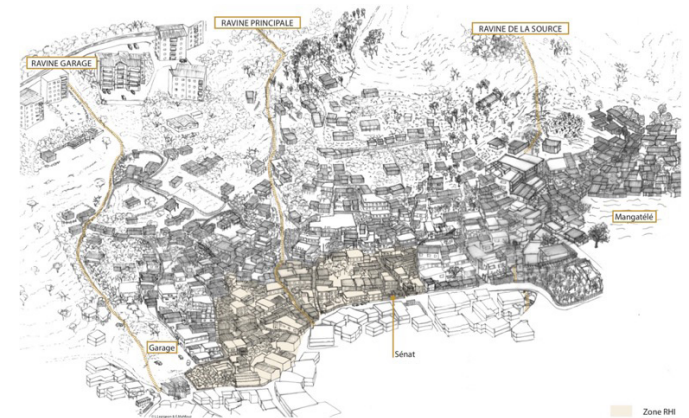 RAVINE PRINCIPALE
RAVINE DE LA SOURCE
RAVINE GARAGE
Mangatélé
Garage
Sénat
Zone RHI